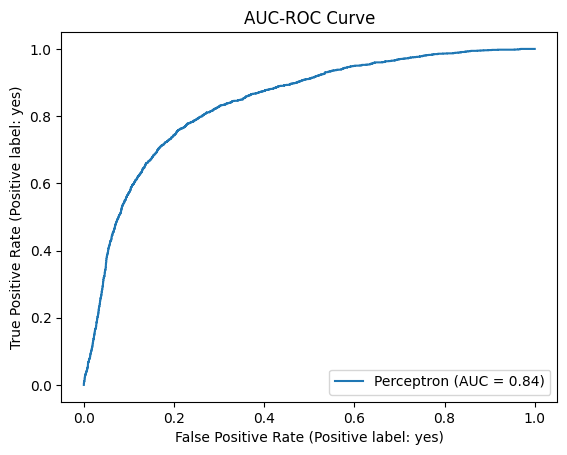 AUC-ROC Curve
True Positive Rate (Positive label: yes)
1.0
0.8
0.6
0.4
0.2
0.0
0.0 0.2 0.4 0.6 0.8 1.0
False Positive Rate (Positive label: yes)
Perceptron (AUC = 0.84)